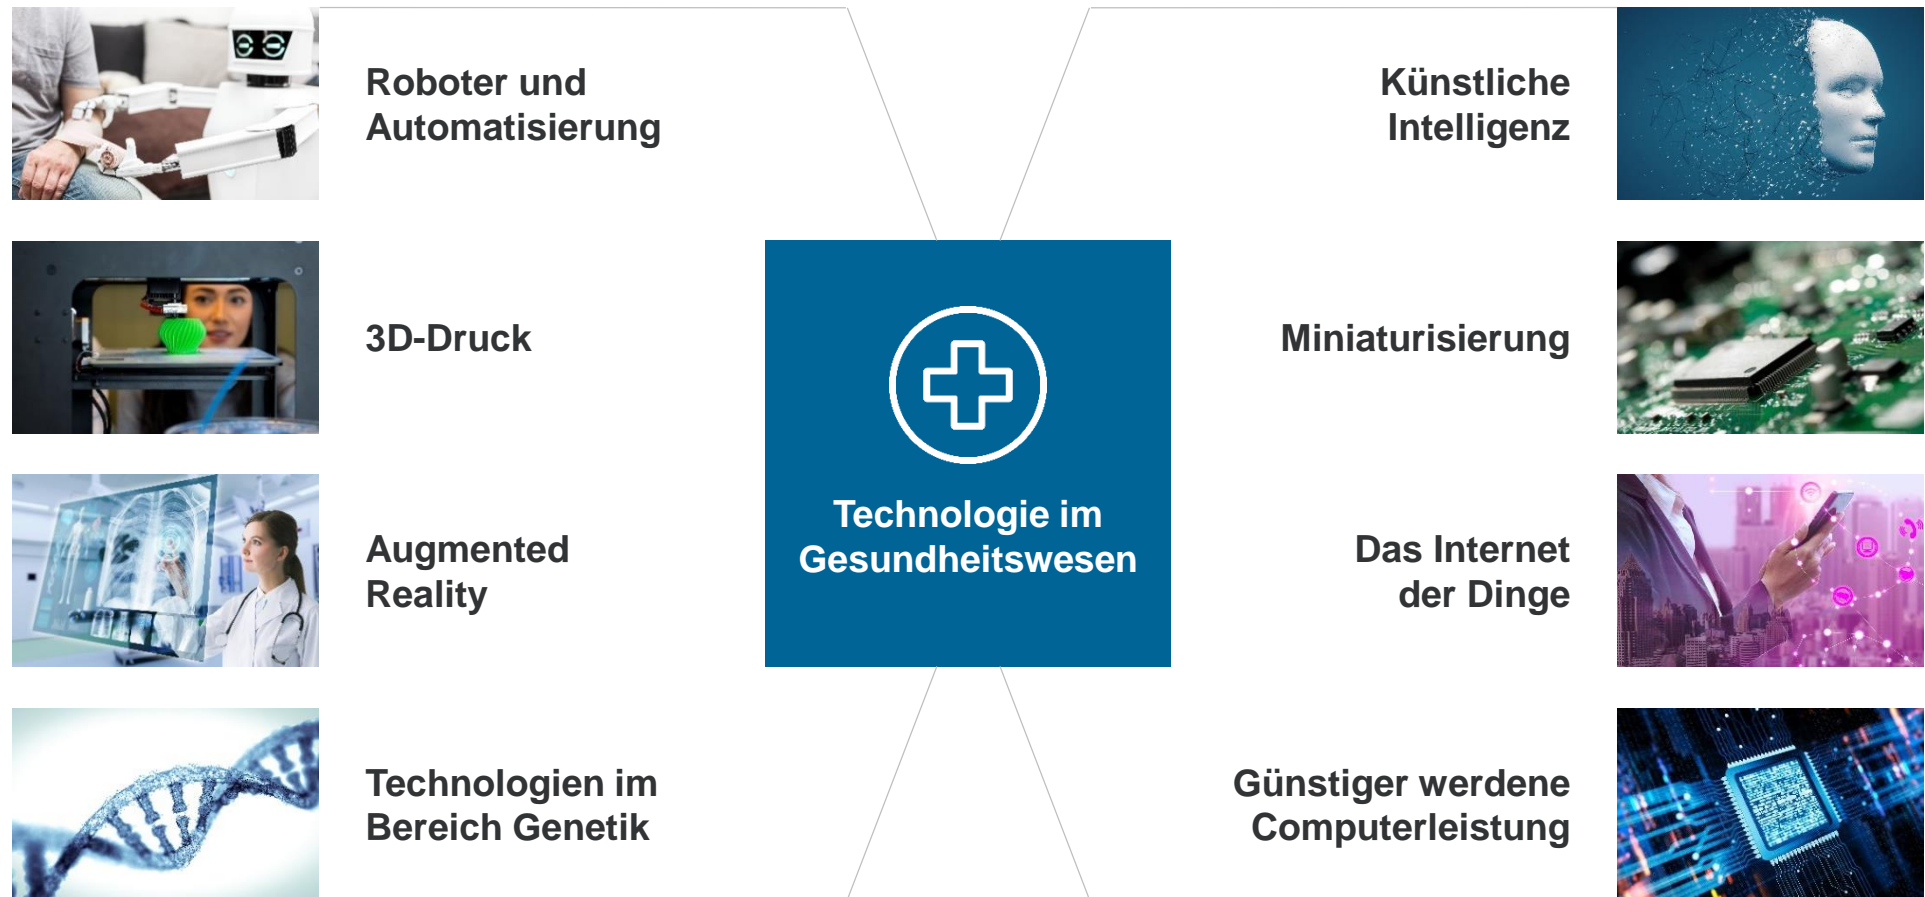 Roboter und
Automatisierung
3D-Druck
Augmented
Reality
Technologien im
Bereich Genetik
Technologie im
Gesundheitswesen
Künstliche
Intelligenz
Miniaturisierung
Das Internet
der Dinge
Günstiger werdene
Computerleistung